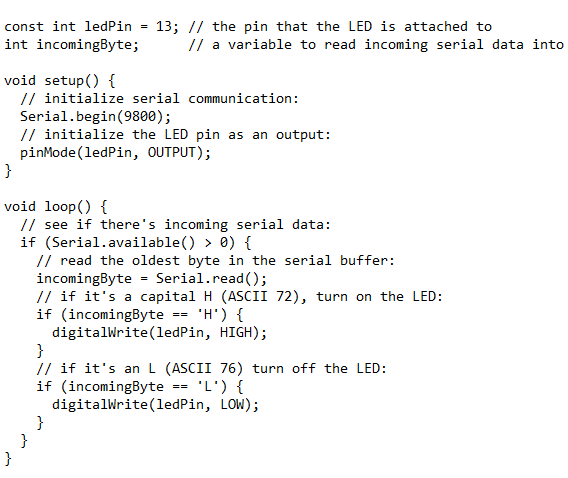 const int ledPin = 13; // the pin that the LED is attached to
int incomingByte;      // a variable to read incoming serial data into

void setup() {
  // initialize serial communication:
  Serial.begin(9800);
  // initialize the LED pin as an output:
  pinMode(ledPin, OUTPUT);
}

void loop() {
  // see if there's incoming serial data:
  if (Serial.available() > 0) {
    // read the oldest byte in the serial buffer:
    incomingByte = Serial.read();
    // if it's a capital H (ASCII 72), turn on the LED:
    if (incomingByte == 'H') {
      digitalWrite(ledPin, HIGH);
    }
    // if it's an L (ASCII 76) turn off the LED:
    if (incomingByte == 'L') {
      digitalWrite(ledPin, LOW);
    }
  }
}